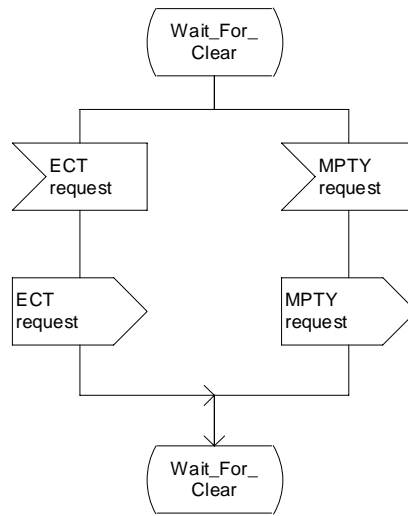 Wait_For_
Clear
ECT
request
MPTY
request
ECT
request
MPTY
request
Wait_For_
Clear